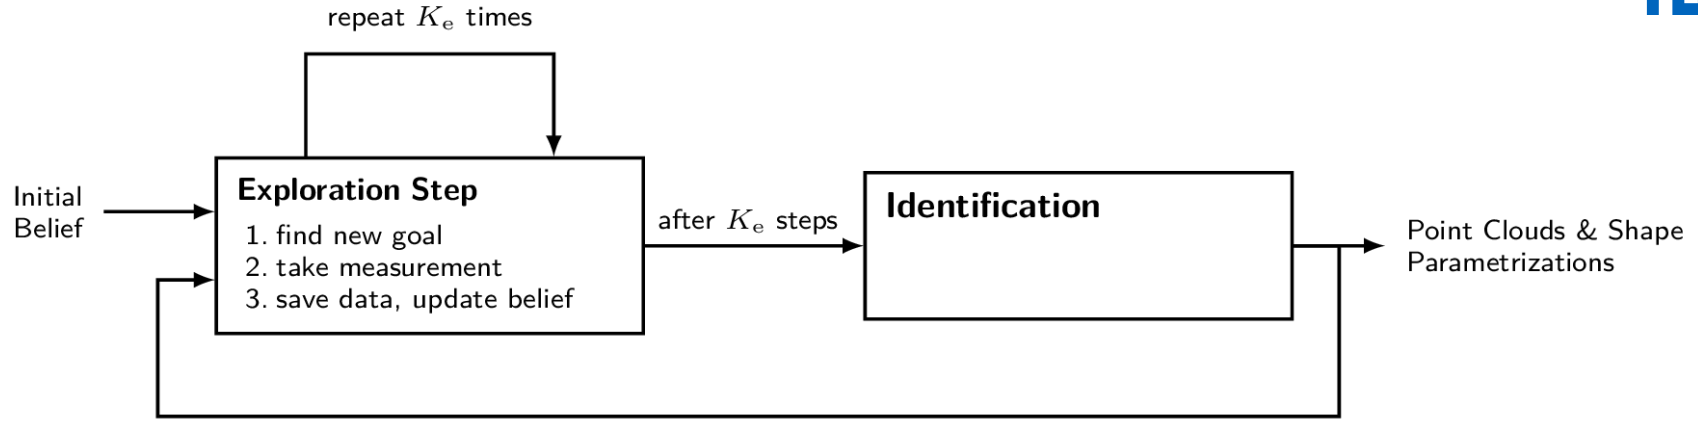 repeat Kₑ times
Exploration Step
Initial
Belief
1. find new goal
2. take measurement
3. save data, update belief
after Kₑ steps
Identification
Point Clouds & Shape
Parametrizations